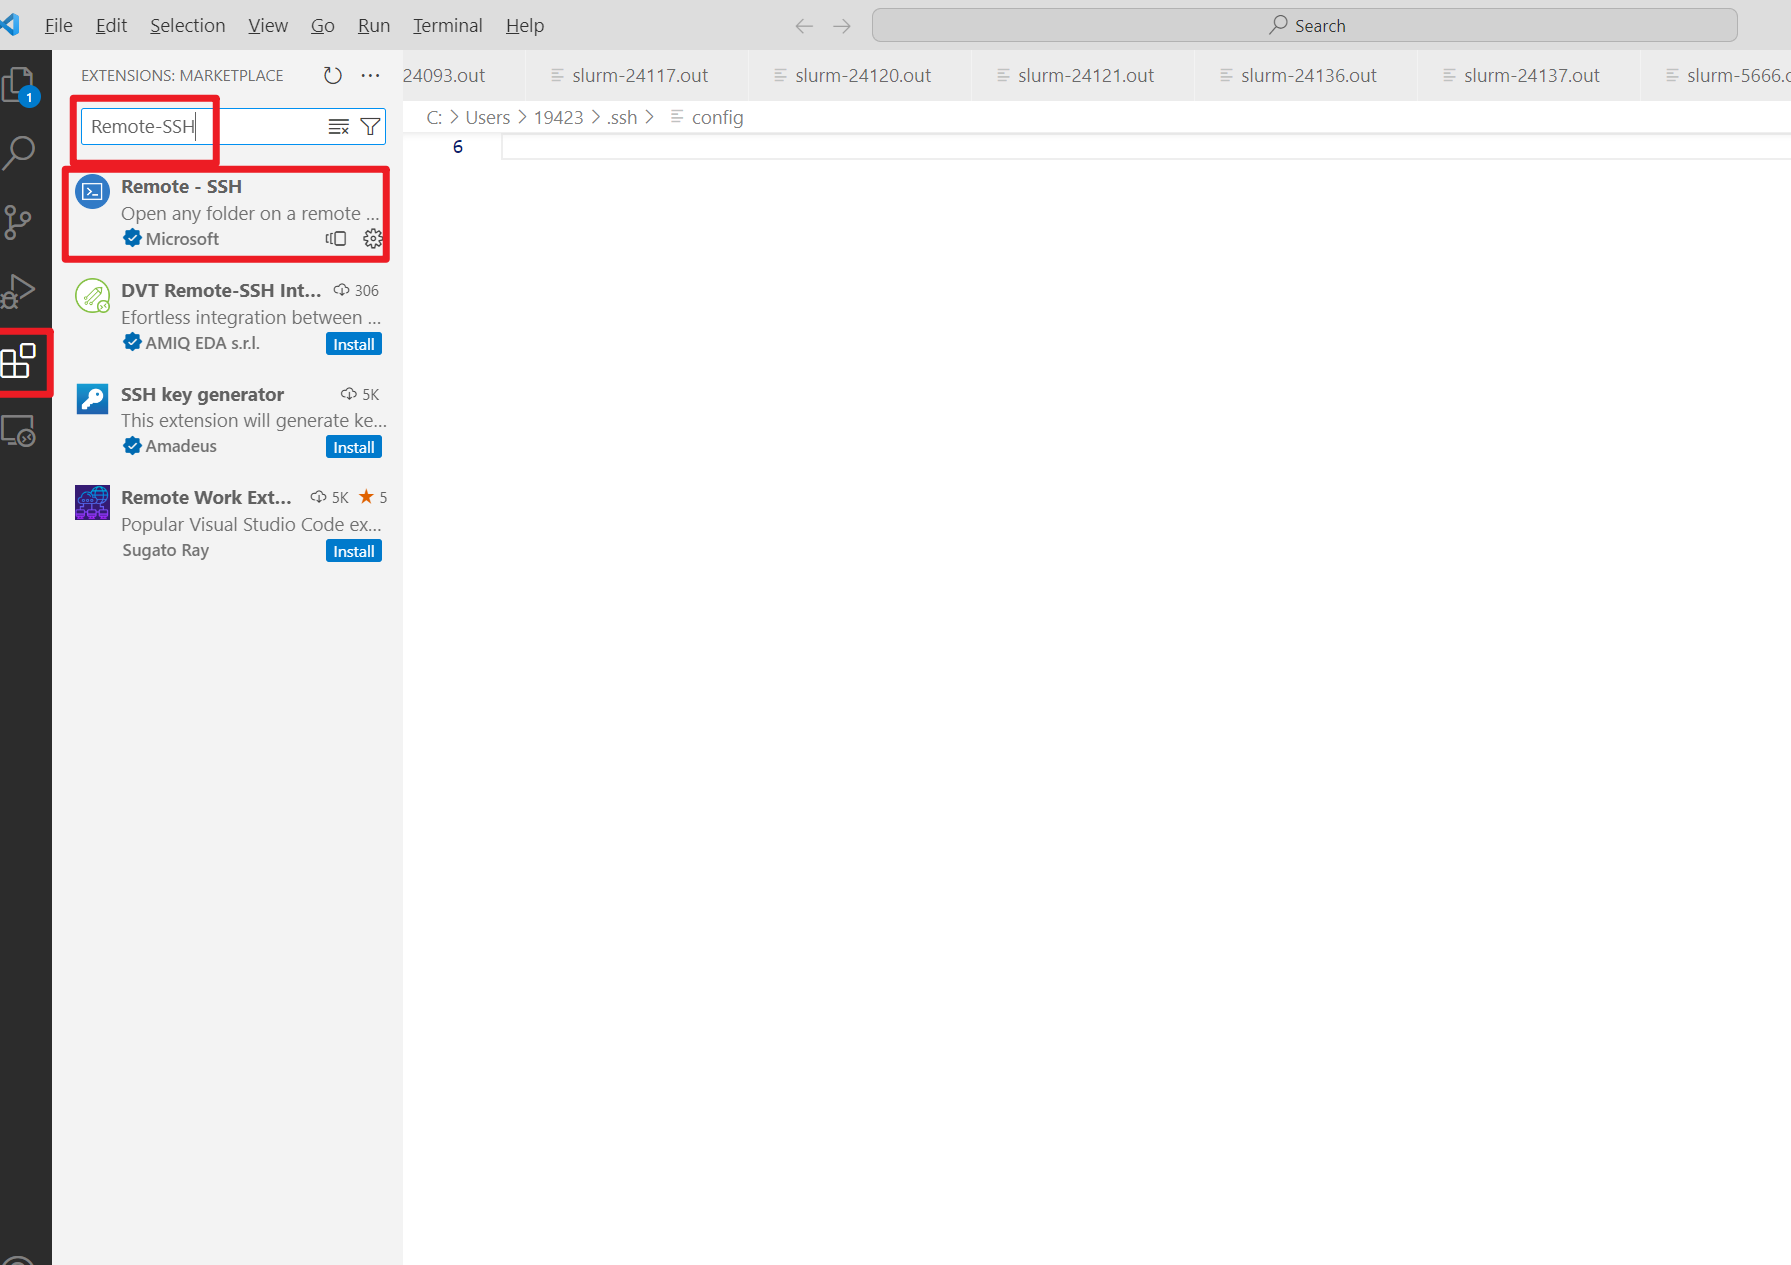 File Edit Selection View Go Run Terminal Help
Search
EXTENSIONS: MARKETPLACE
24093.out slurm-24117.out slurm-24120.out slurm-24121.out slurm-24136.out slurm-24137.out slurm-5666.
1
Remote-SSH
C: > Users > 19423 > .ssh > config
6
Remote - SSH
Open any folder on a remote ...
Microsoft
DVT Remote-SSH Int... 306
Efortless integration between ...
AMIQ EDA s.r.l. Install
SSH key generator 5K
This extension will generate ke...
Amadeus Install
Remote Work Ext... 5K 5
Popular Visual Studio Code ex...
Sugato Ray Install